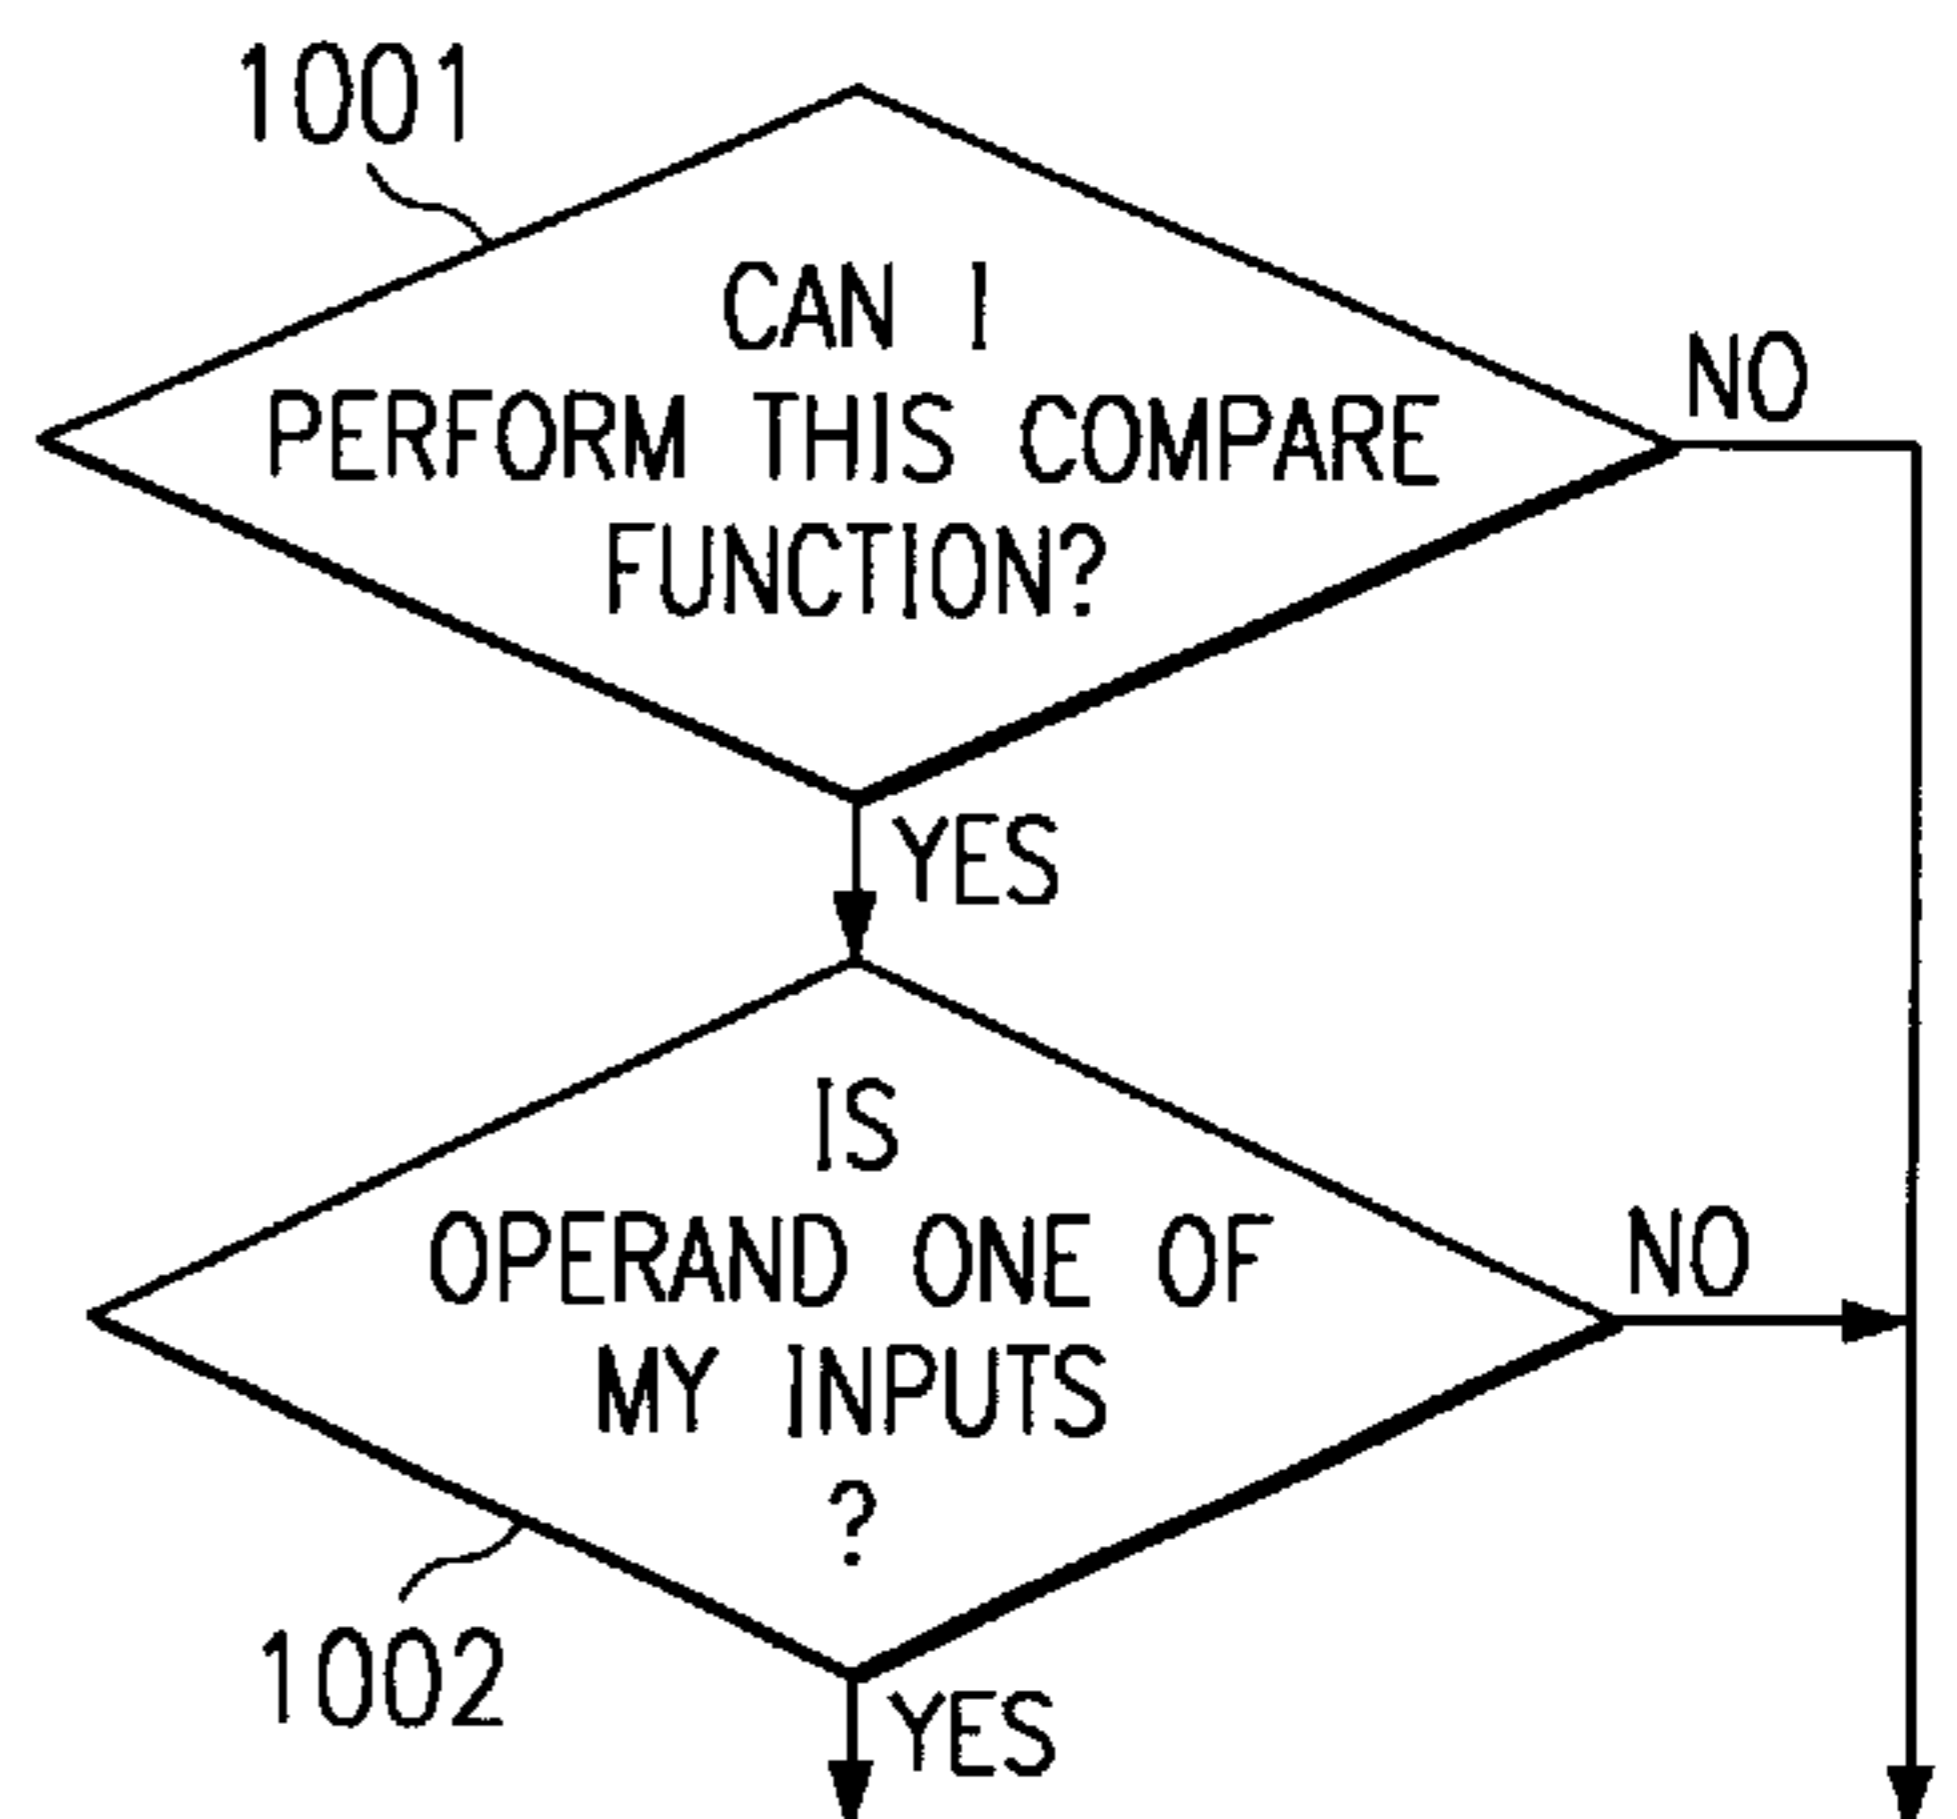 1001
CAN I
PERFORM THIS COMPARE
FUNCTION?
NO
YES
IS
OPERAND ONE OF
MY INPUTS
?
NO
1002
YES